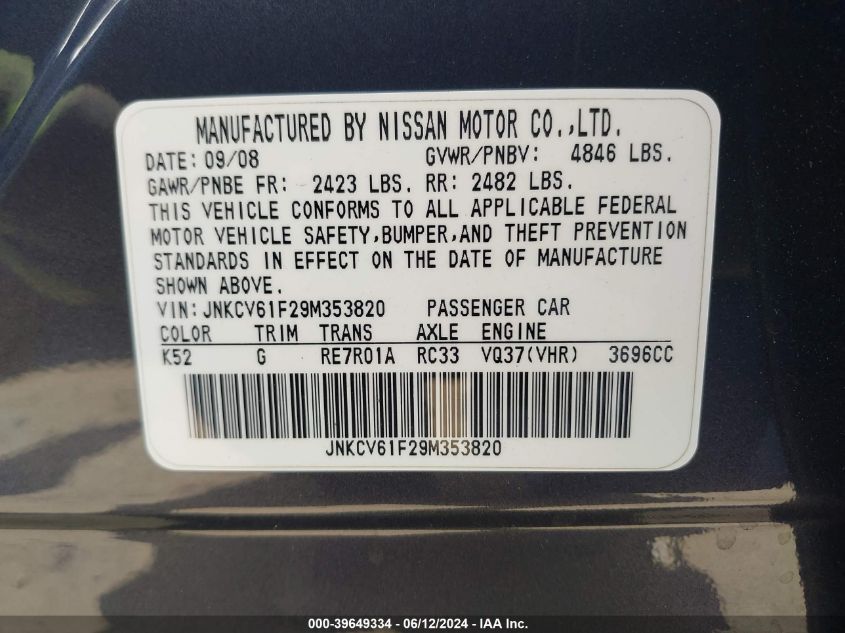 MANUFACTURED BY NISSAN MOTOR CO.,LTD.
DATE: 09/08 GVWR/PNBV: 4846 LBS.
GAWR/PNBE FR: 2423 LBS. RR: 2482 LBS.
THIS VEHICLE CONFORMS TO ALL APPLICABLE FEDERAL
MOTOR VEHICLE SAFETY,BUMPER,AND THEFT PREVENTION
STANDARDS IN EFFECT ON THE DATE OF MANUFACTURE
SHOWN ABOVE.
VIN:JNKCV61F29M353820 PASSENGER CAR
COLOR TRIM TRANS AXLE ENGINE
K52 G RE7R01A RC33 VQ37(VHR) 3696CC
JNKCV61F29M353820
000-39649334 - 06/12/2024 - IAA Inc.